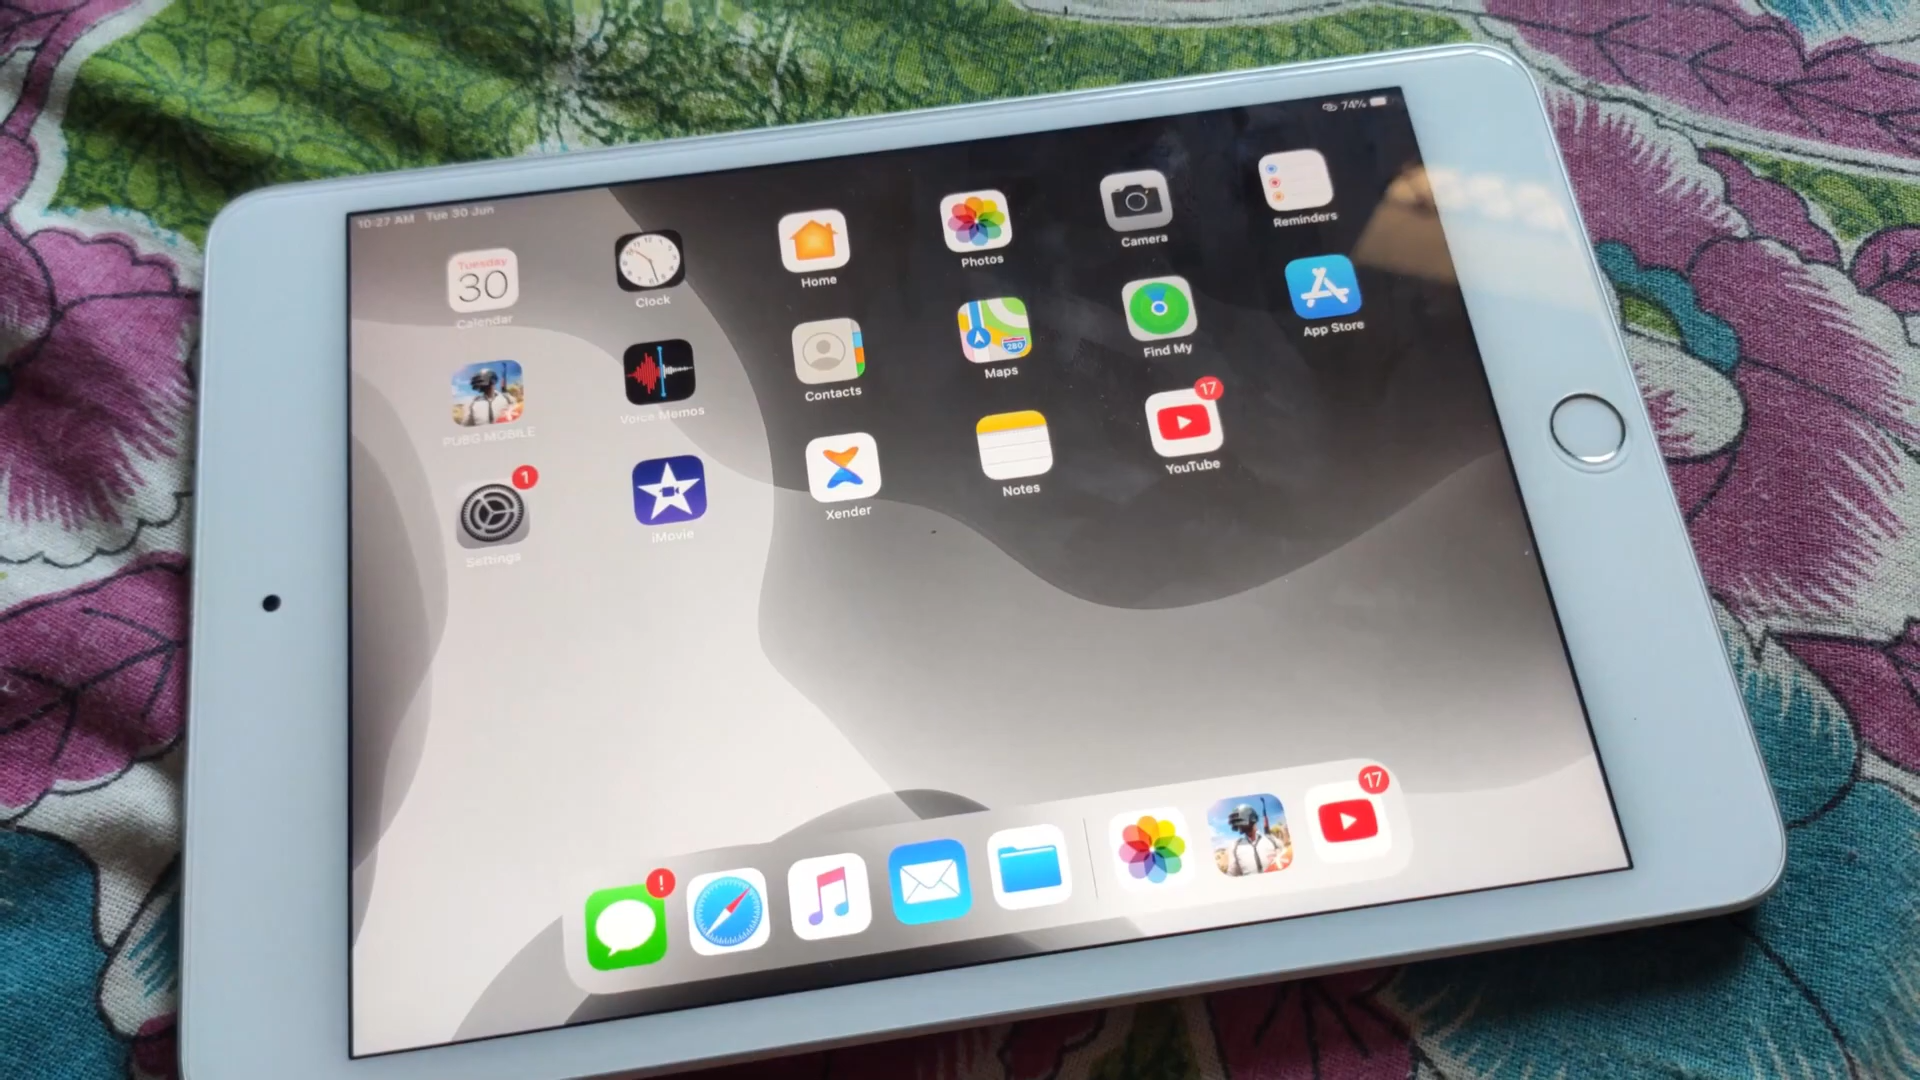 10:27 AM Tue 30 Jun
74%
Tuesday
30
Calendar
Clock
Home
Photos
Camera
Reminders
PUBG MOBILE
Voice Memos
Contacts
280
Maps
Find My
App Store
1
Settings
iMovie
Xender
Notes
17
YouTube
!
17